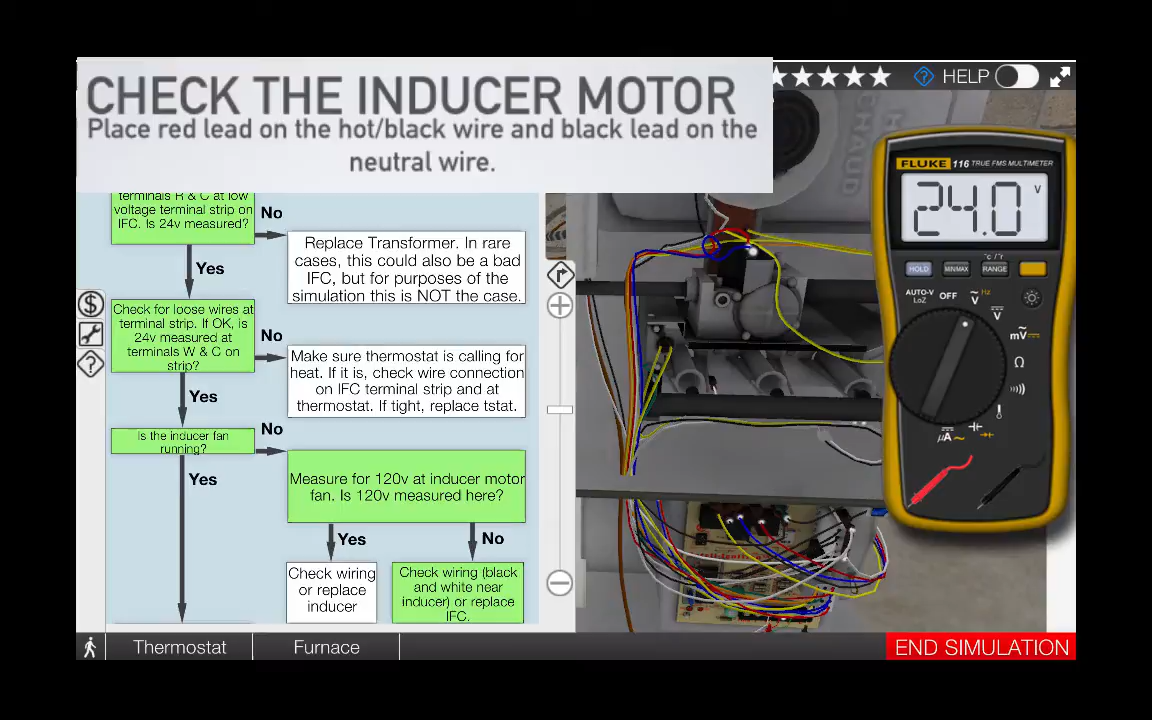 CHECK THE INDUCER MOTOR
Place red lead on the hot/black wire and black lead on the
neutral wire.
HELP
terminals R & C at low
voltage terminal strip on
IFC. Is 24v measured?
No
Replace Transformer. In rare
cases, this could also be a bad
IFC, but for purposes of the
simulation this is NOT the case.
Yes
Check for loose wires at
terminal strip. If OK, is
24v measured at
terminals W & C on
strip?
No
Make sure thermostat is calling for
heat. If it is, check wire connection
on IFC terminal strip and at
thermostat. If tight, replace tstat.
Yes
Is the inducer fan
running?
No
Measure for 120v at inducer motor
fan. Is 120v measured here?
Yes
Yes
No
Check wiring
or replace
inducer
Check wiring (black
and white near
inducer) or replace
IFC.
FLUKE 116 TRUE RMS MULTIMETER
24.0 V
HOLD
MIN MAX
RANGE
AUTO-V
LoZ
OFF
Hz
V
V
mV
Ω
µA
Thermostat
Furnace
END SIMULATION